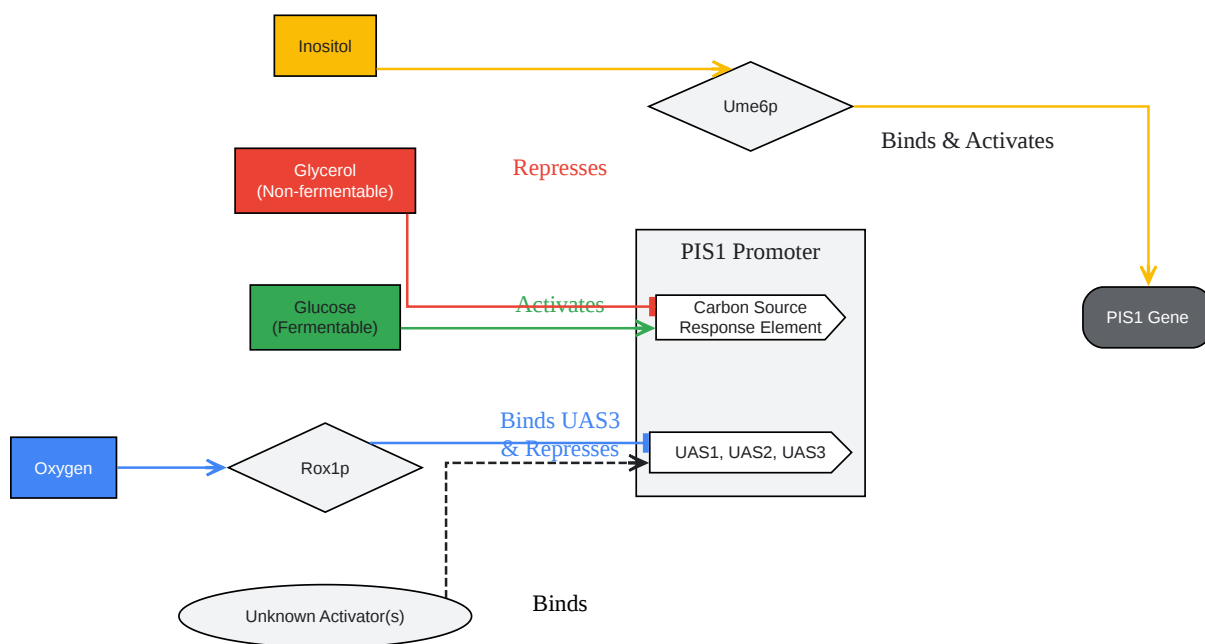 Inositol
Ume6p
Binds & Activates
Glycerol
(Non-fermentable)
Represses
PIS1 Promoter
Glucose
(Fermentable)
Activates
Carbon Source
Response Element
PIS1 Gene
Oxygen
Rox1p
Binds UAS3
& Represses
UAS1, UAS2, UAS3
Unknown Activator(s)
Binds